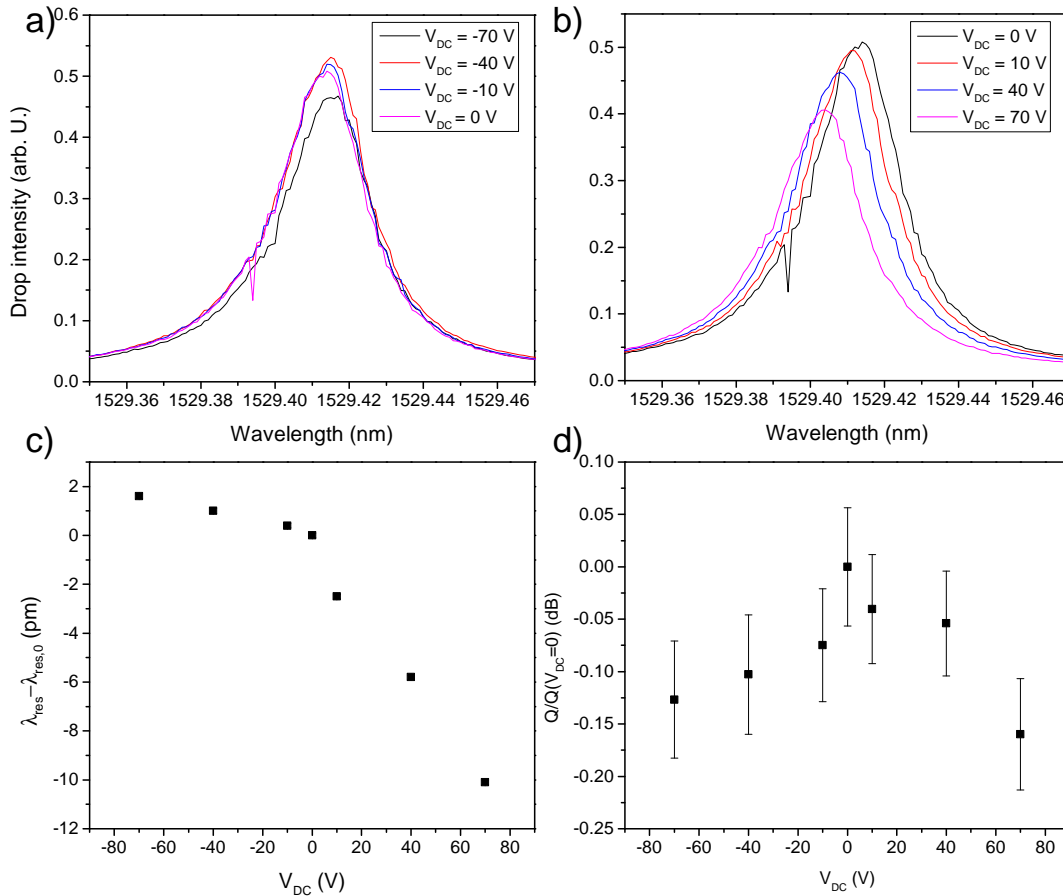 a)
0.6
0.5
0.4
0.3
0.2
0.1
0.0
Drop intensity (arb. U.)
V_DC = -70 V
V_DC = -40 V
V_DC = -10 V
V_DC = 0 V
1529.36 1529.38 1529.40 1529.42 1529.44 1529.46
Wavelength (nm)
b)
0.5
0.4
0.3
0.2
0.1
0.0
V_DC = 0 V
V_DC = 10 V
V_DC = 40 V
V_DC = 70 V
1529.36 1529.38 1529.40 1529.42 1529.44 1529.46
Wavelength (nm)
c)
2
0
-2
-4
-6
-8
-10
-12
λ_res−λ_res,0 (pm)
-80 -60 -40 -20 0 20 40 60 80
V_DC (V)
d)
0.10
0.05
0.00
-0.05
-0.10
-0.15
-0.20
-0.25
Q/Q(V_DC=0) (dB)
-80 -60 -40 -20 0 20 40 60 80
V_DC (V)